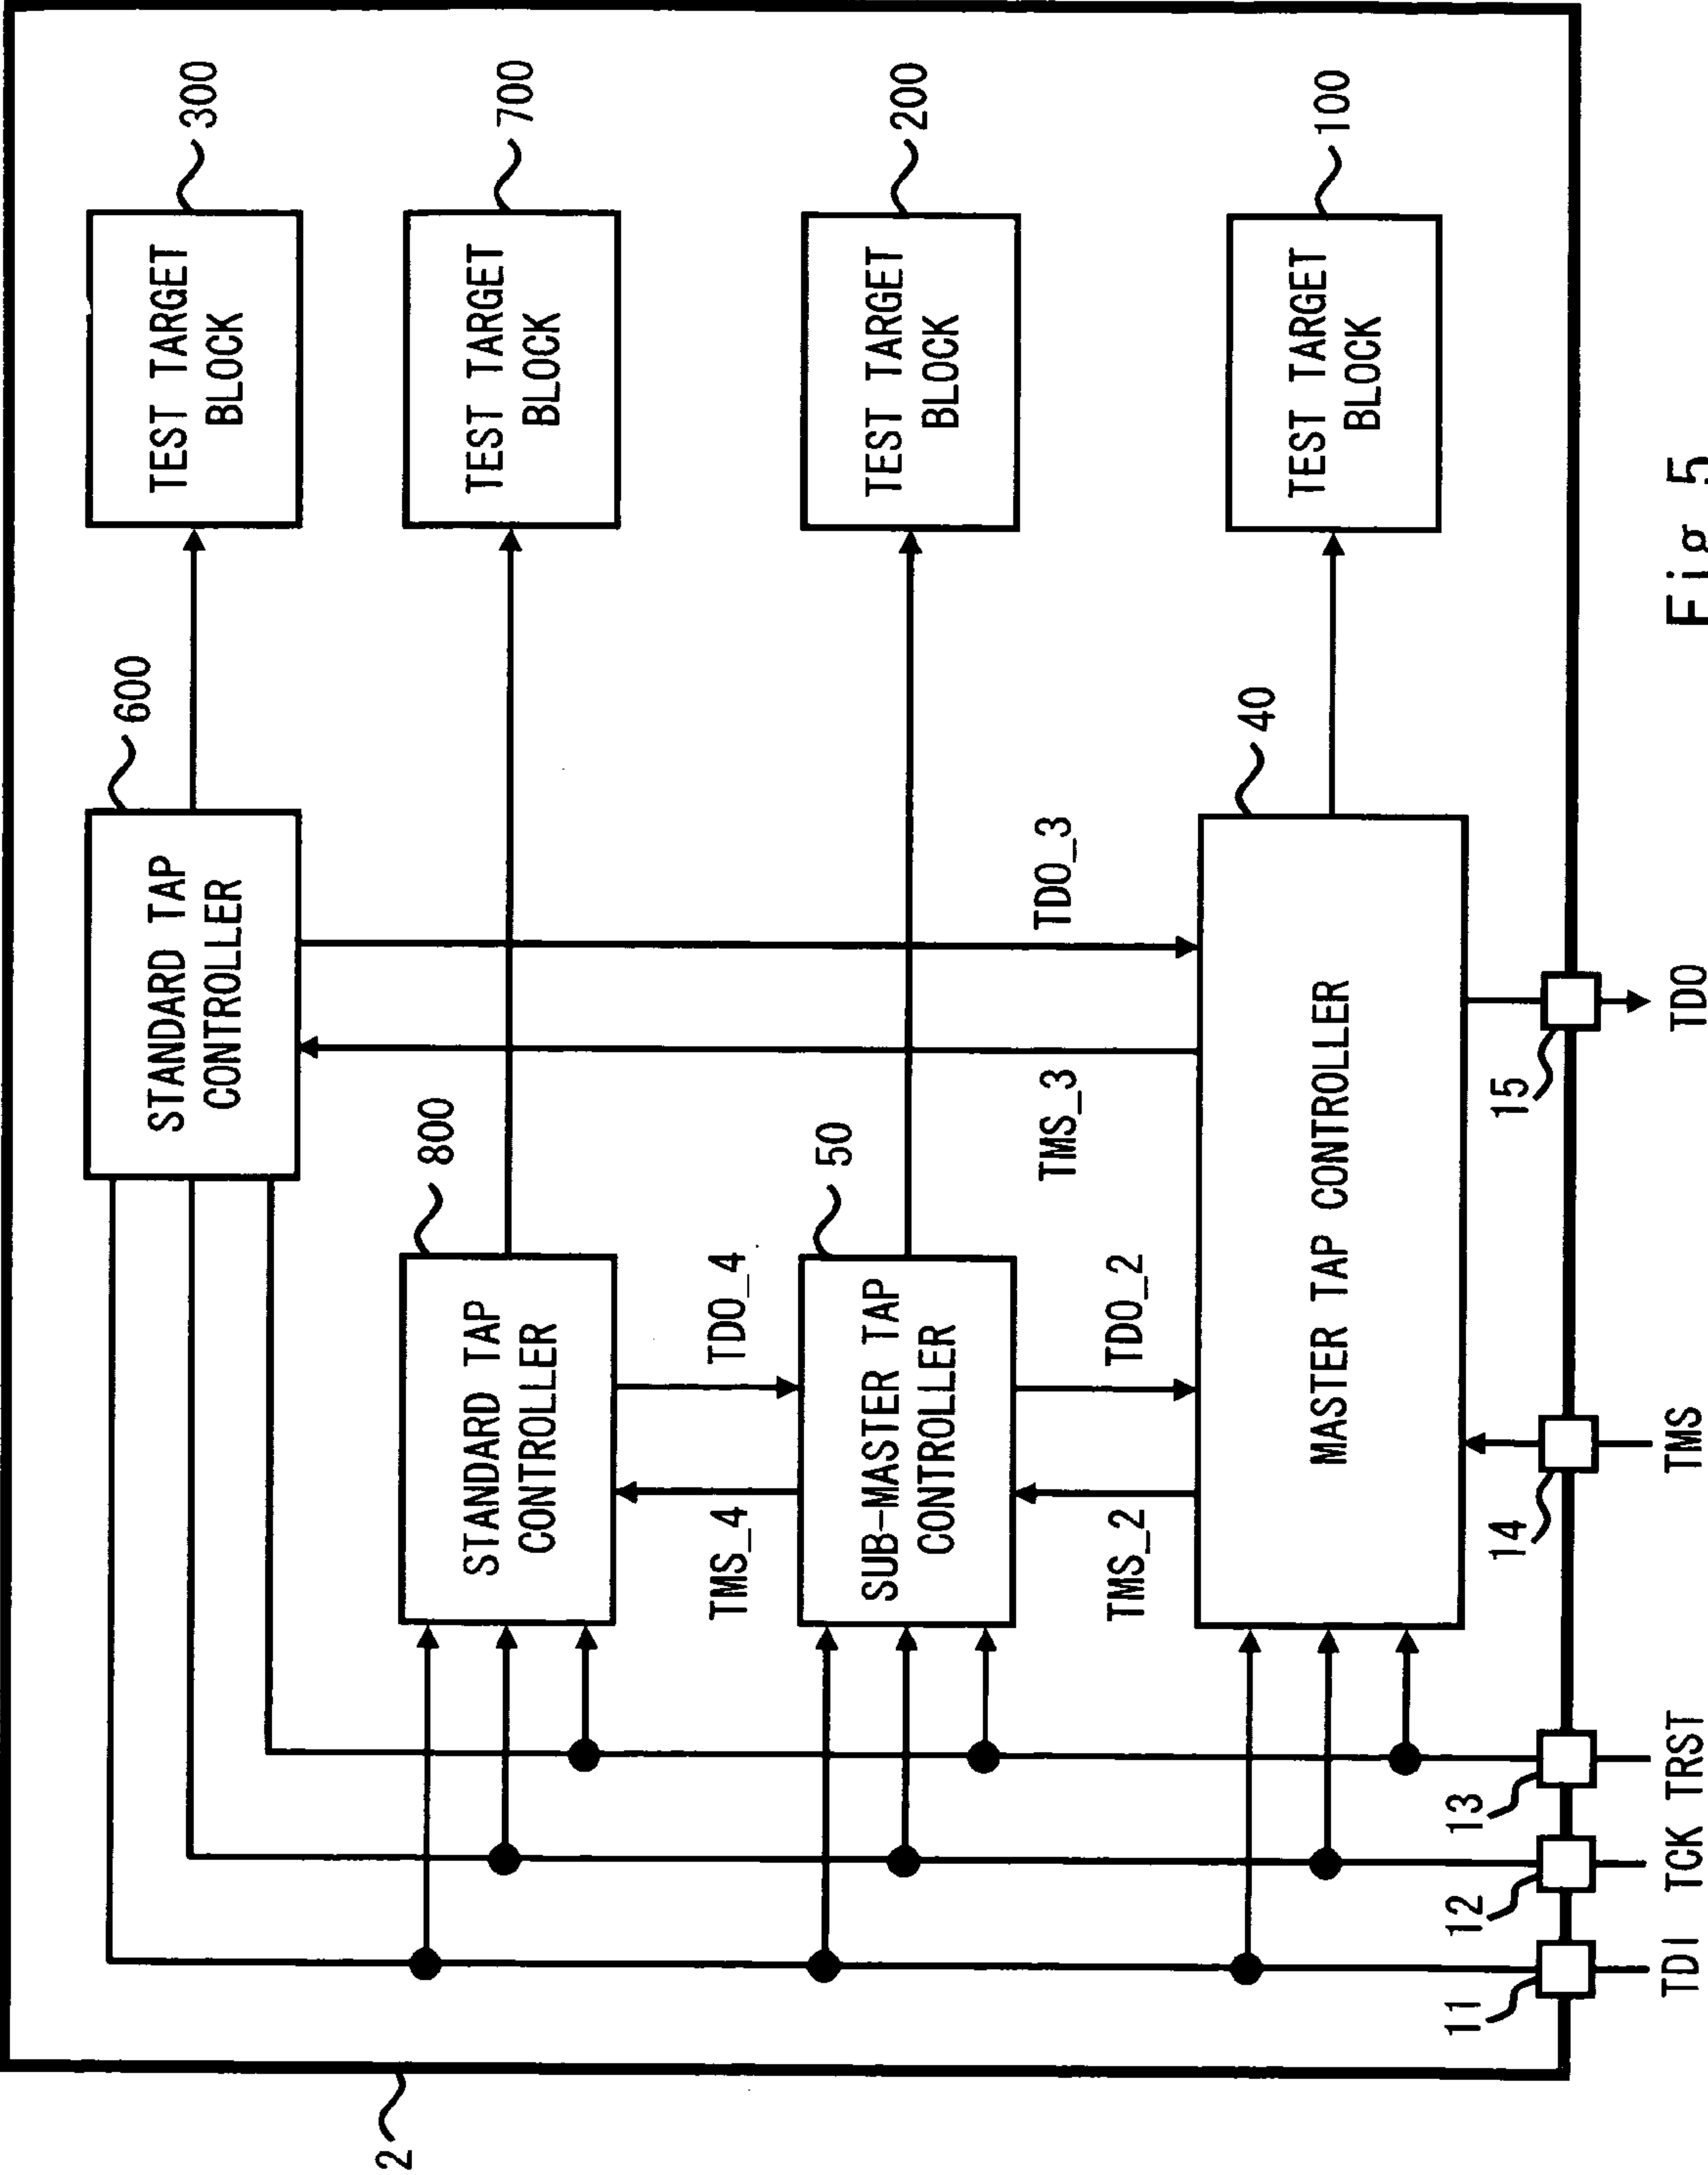 300
TEST TARGET
BLOCK
700
TEST TARGET
BLOCK
200
TEST TARGET
BLOCK
100
TEST TARGET
BLOCK
600
STANDARD TAP
CONTROLLER
800
STANDARD TAP
CONTROLLER
TDO_4
TMS_4
50
SUB-MASTER TAP
CONTROLLER
TDO_3
TMS_3
TDO_2
TMS_2
40
MASTER TAP CONTROLLER
15
TDO
14
TMS
13
TRST
12
TCK
11
TDI
2
Fig 5